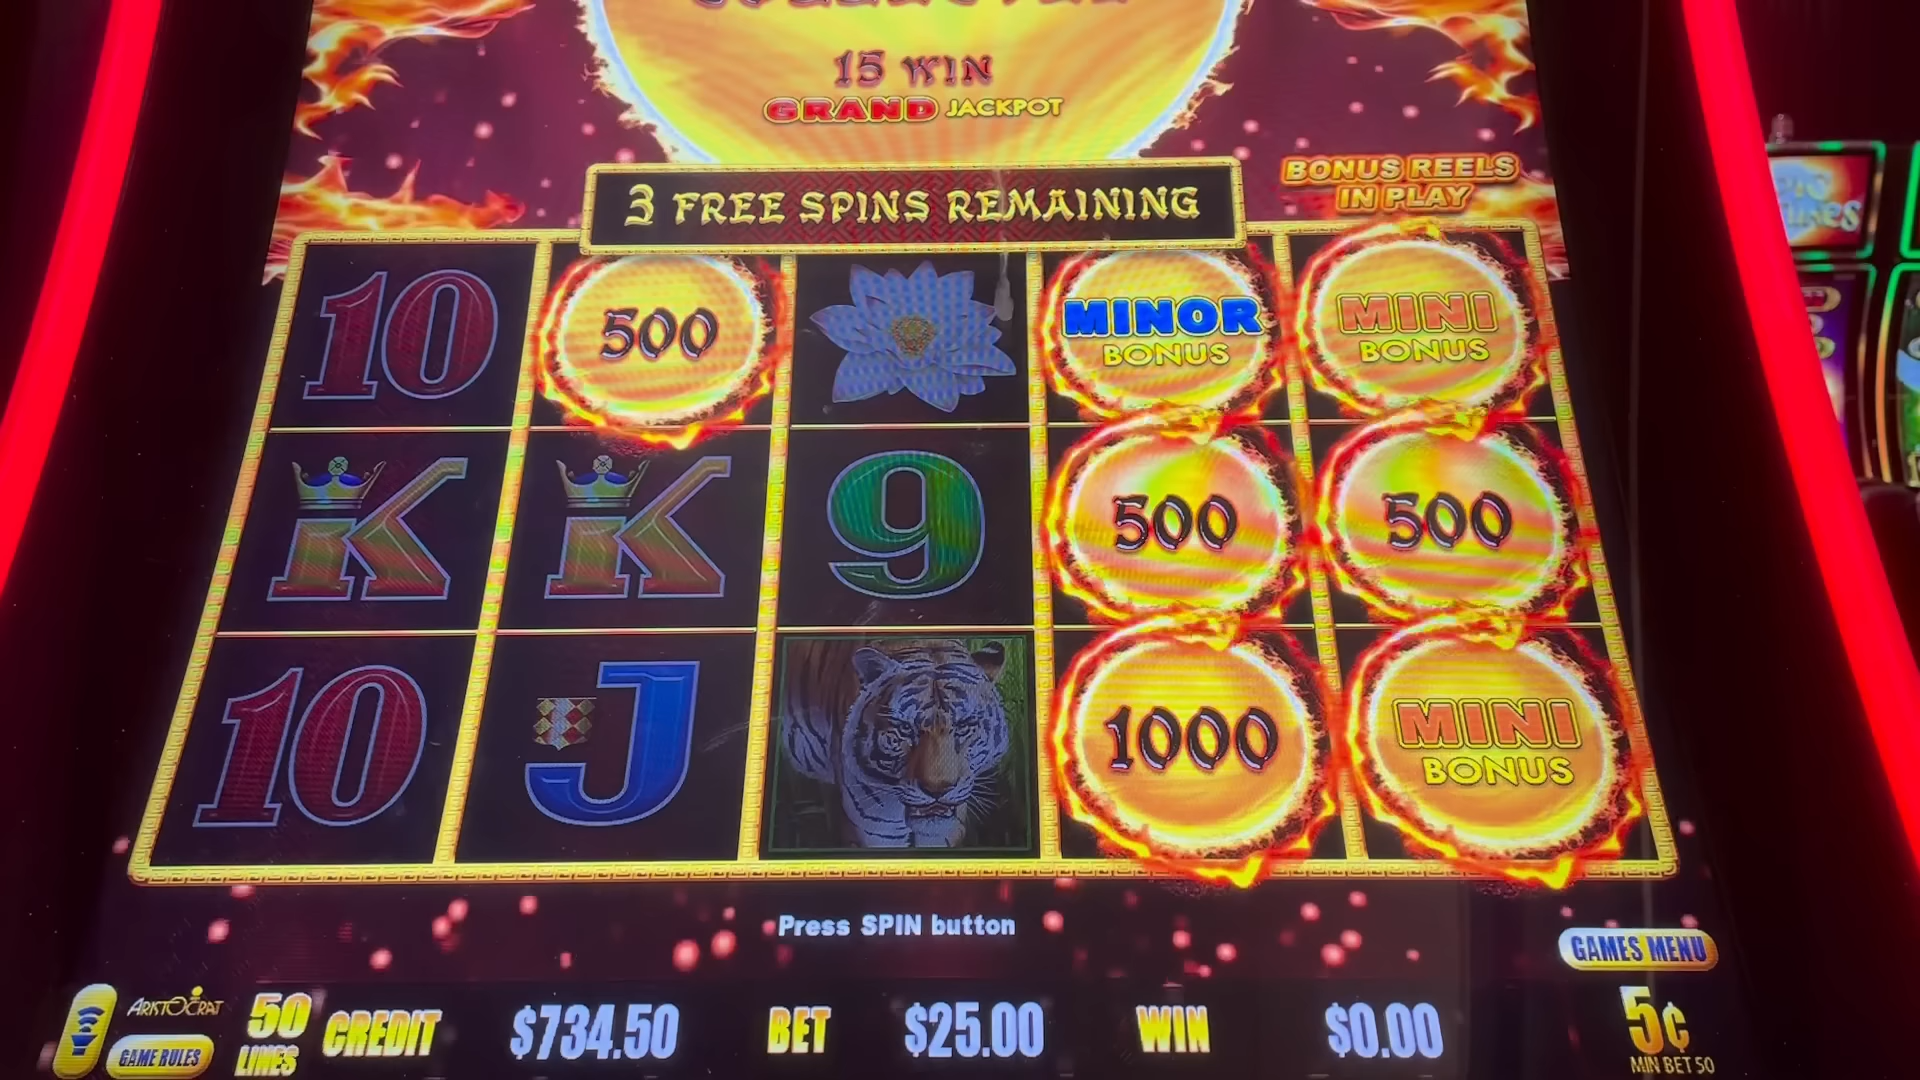 15 WIN
GRAND JACKPOT
3 FREE SPINS REMAINING
BONUS REELS
IN PLAY
10
500
MINOR
BONUS
MINI
BONUS
K
K
9
500
500
10
J
1000
MINI
BONUS
Press SPIN button
GAMES MENU
ARISTOCRAT
GAME RULES
50
LINES
CREDIT
$734.50
BET
$25.00
WIN
$0.00
5¢
MIN BET 50